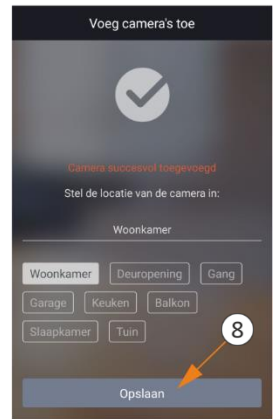 Voeg camera's toe
Camera succesvol toegevoegd
Stel de locatie van de camera in:
Woonkamer
Woonkamer Deuropening Gang
Garage Keuken Balkon
Slaapkamer Tuin
8
Opslaan